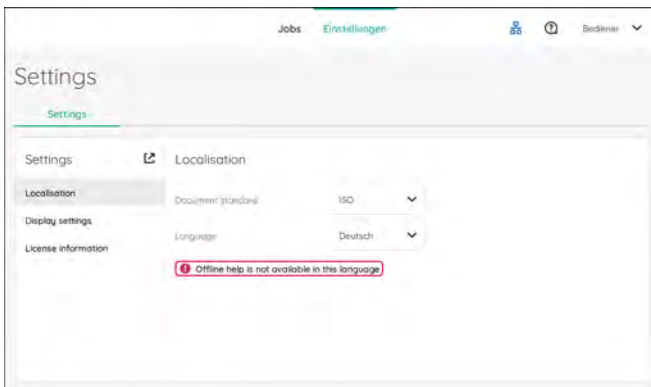 Jobs Einstellungen Bediener
Settings
Settings
Settings
Localisation
Display settings
License information
Localisation
Document standard ISO
Language Deutsch
Offline help is not available in this language